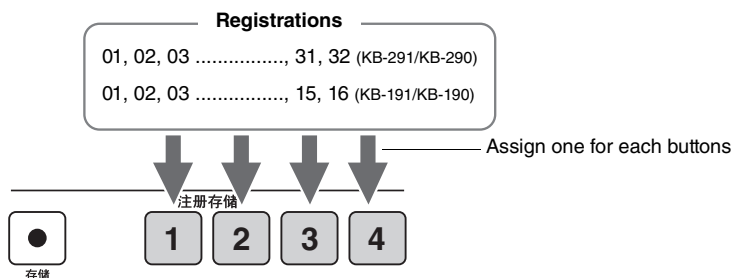 Registrations
01, 02, 03 ................, 31, 32 (KB-291/KB-290)
01, 02, 03 ................, 15, 16 (KB-191/KB-190)
Assign one for each buttons
注册存储
1 2 3 4
存储